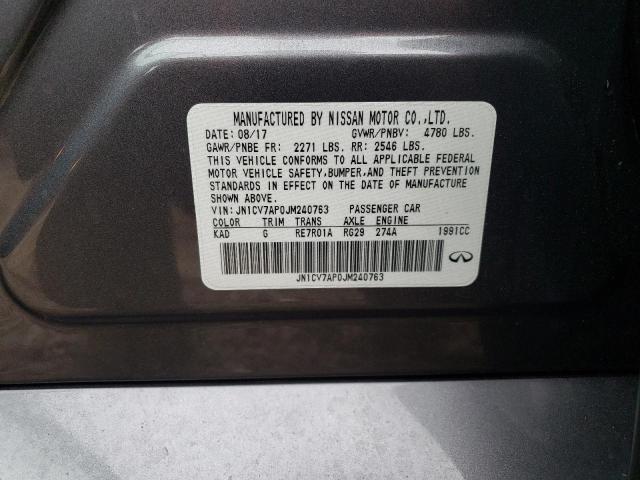 MANUFACTURED BY NISSAN MOTOR CO.,LTD.
DATE: 08/17 GVWR/PNBV: 4780 LBS.
GAWR/PNBE FR: 2271 LBS. RR: 2546 LBS.
THIS VEHICLE CONFORMS TO ALL APPLICABLE FEDERAL
MOTOR VEHICLE SAFETY,BUMPER,AND THEFT PREVENTION
STANDARDS IN EFFECT ON THE DATE OF MANUFACTURE
SHOWN ABOVE.
VIN: JN1CV7AP0JM240763 PASSENGER CAR
COLOR TRIM TRANS AXLE ENGINE
KAD G RE7R01A RG29 274A 1991CC
JN1CV7AP0JM240763